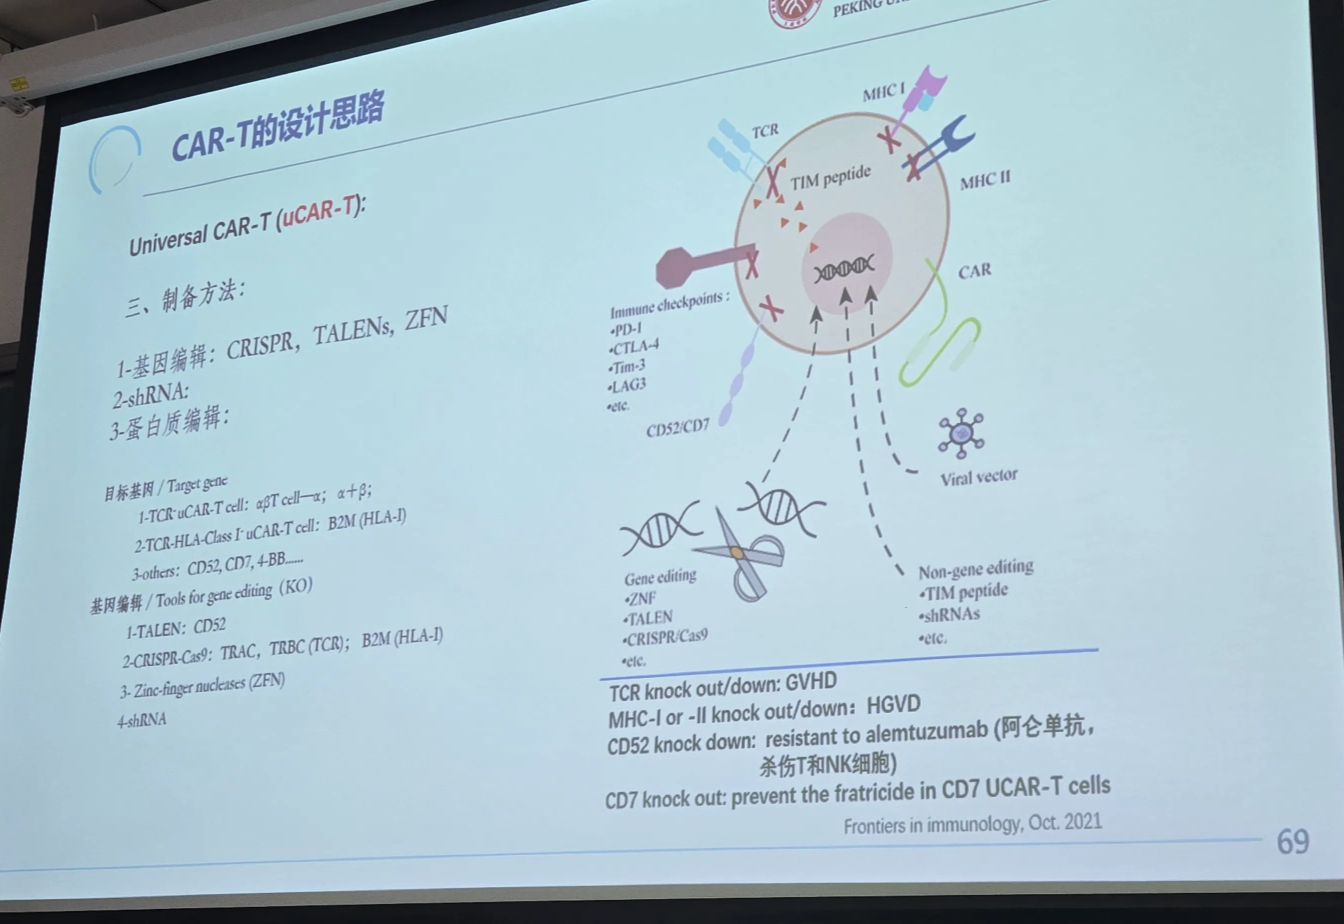 PEKING
CAR-T的设计思路
Universal CAR-T (uCAR-T):
三、制备方法：
1-基因编辑：CRISPR，TALENs，ZFN
2-shRNA:
3-蛋白质编辑：
目标基因 / Target gene
1-TCR⁻uCAR-T cell：αβT cell—α；α＋β；
2-TCR-HLA-Class I⁻ uCAR-T cell：B2M (HLA-I)
3-others：CD52, CD7, 4-BB......
基因编辑 / Tools for gene editing（KO）
1-TALEN：CD52
2-CRISPR-Cas9：TRAC，TRBC (TCR)；B2M (HLA-I)
3- Zinc-finger nucleases (ZFN)
4-shRNA
MHC I
TCR
TIM peptide
MHC II
CAR
Immune checkpoints :
•PD-1
•CTLA-4
•Tim-3
•LAG3
•etc.
CD52/CD7
Viral vector
Gene editing
•ZNF
•TALEN
•CRISPR/Cas9
•etc.
Non-gene editing
•TIM peptide
•shRNAs
•etc.
TCR knock out/down: GVHD
MHC-I or -II knock out/down：HGVD
CD52 knock down: resistant to alemtuzumab (阿仑单抗，
杀伤T和NK细胞)
CD7 knock out: prevent the fratricide in CD7 UCAR-T cells
Frontiers in immunology, Oct. 2021
69